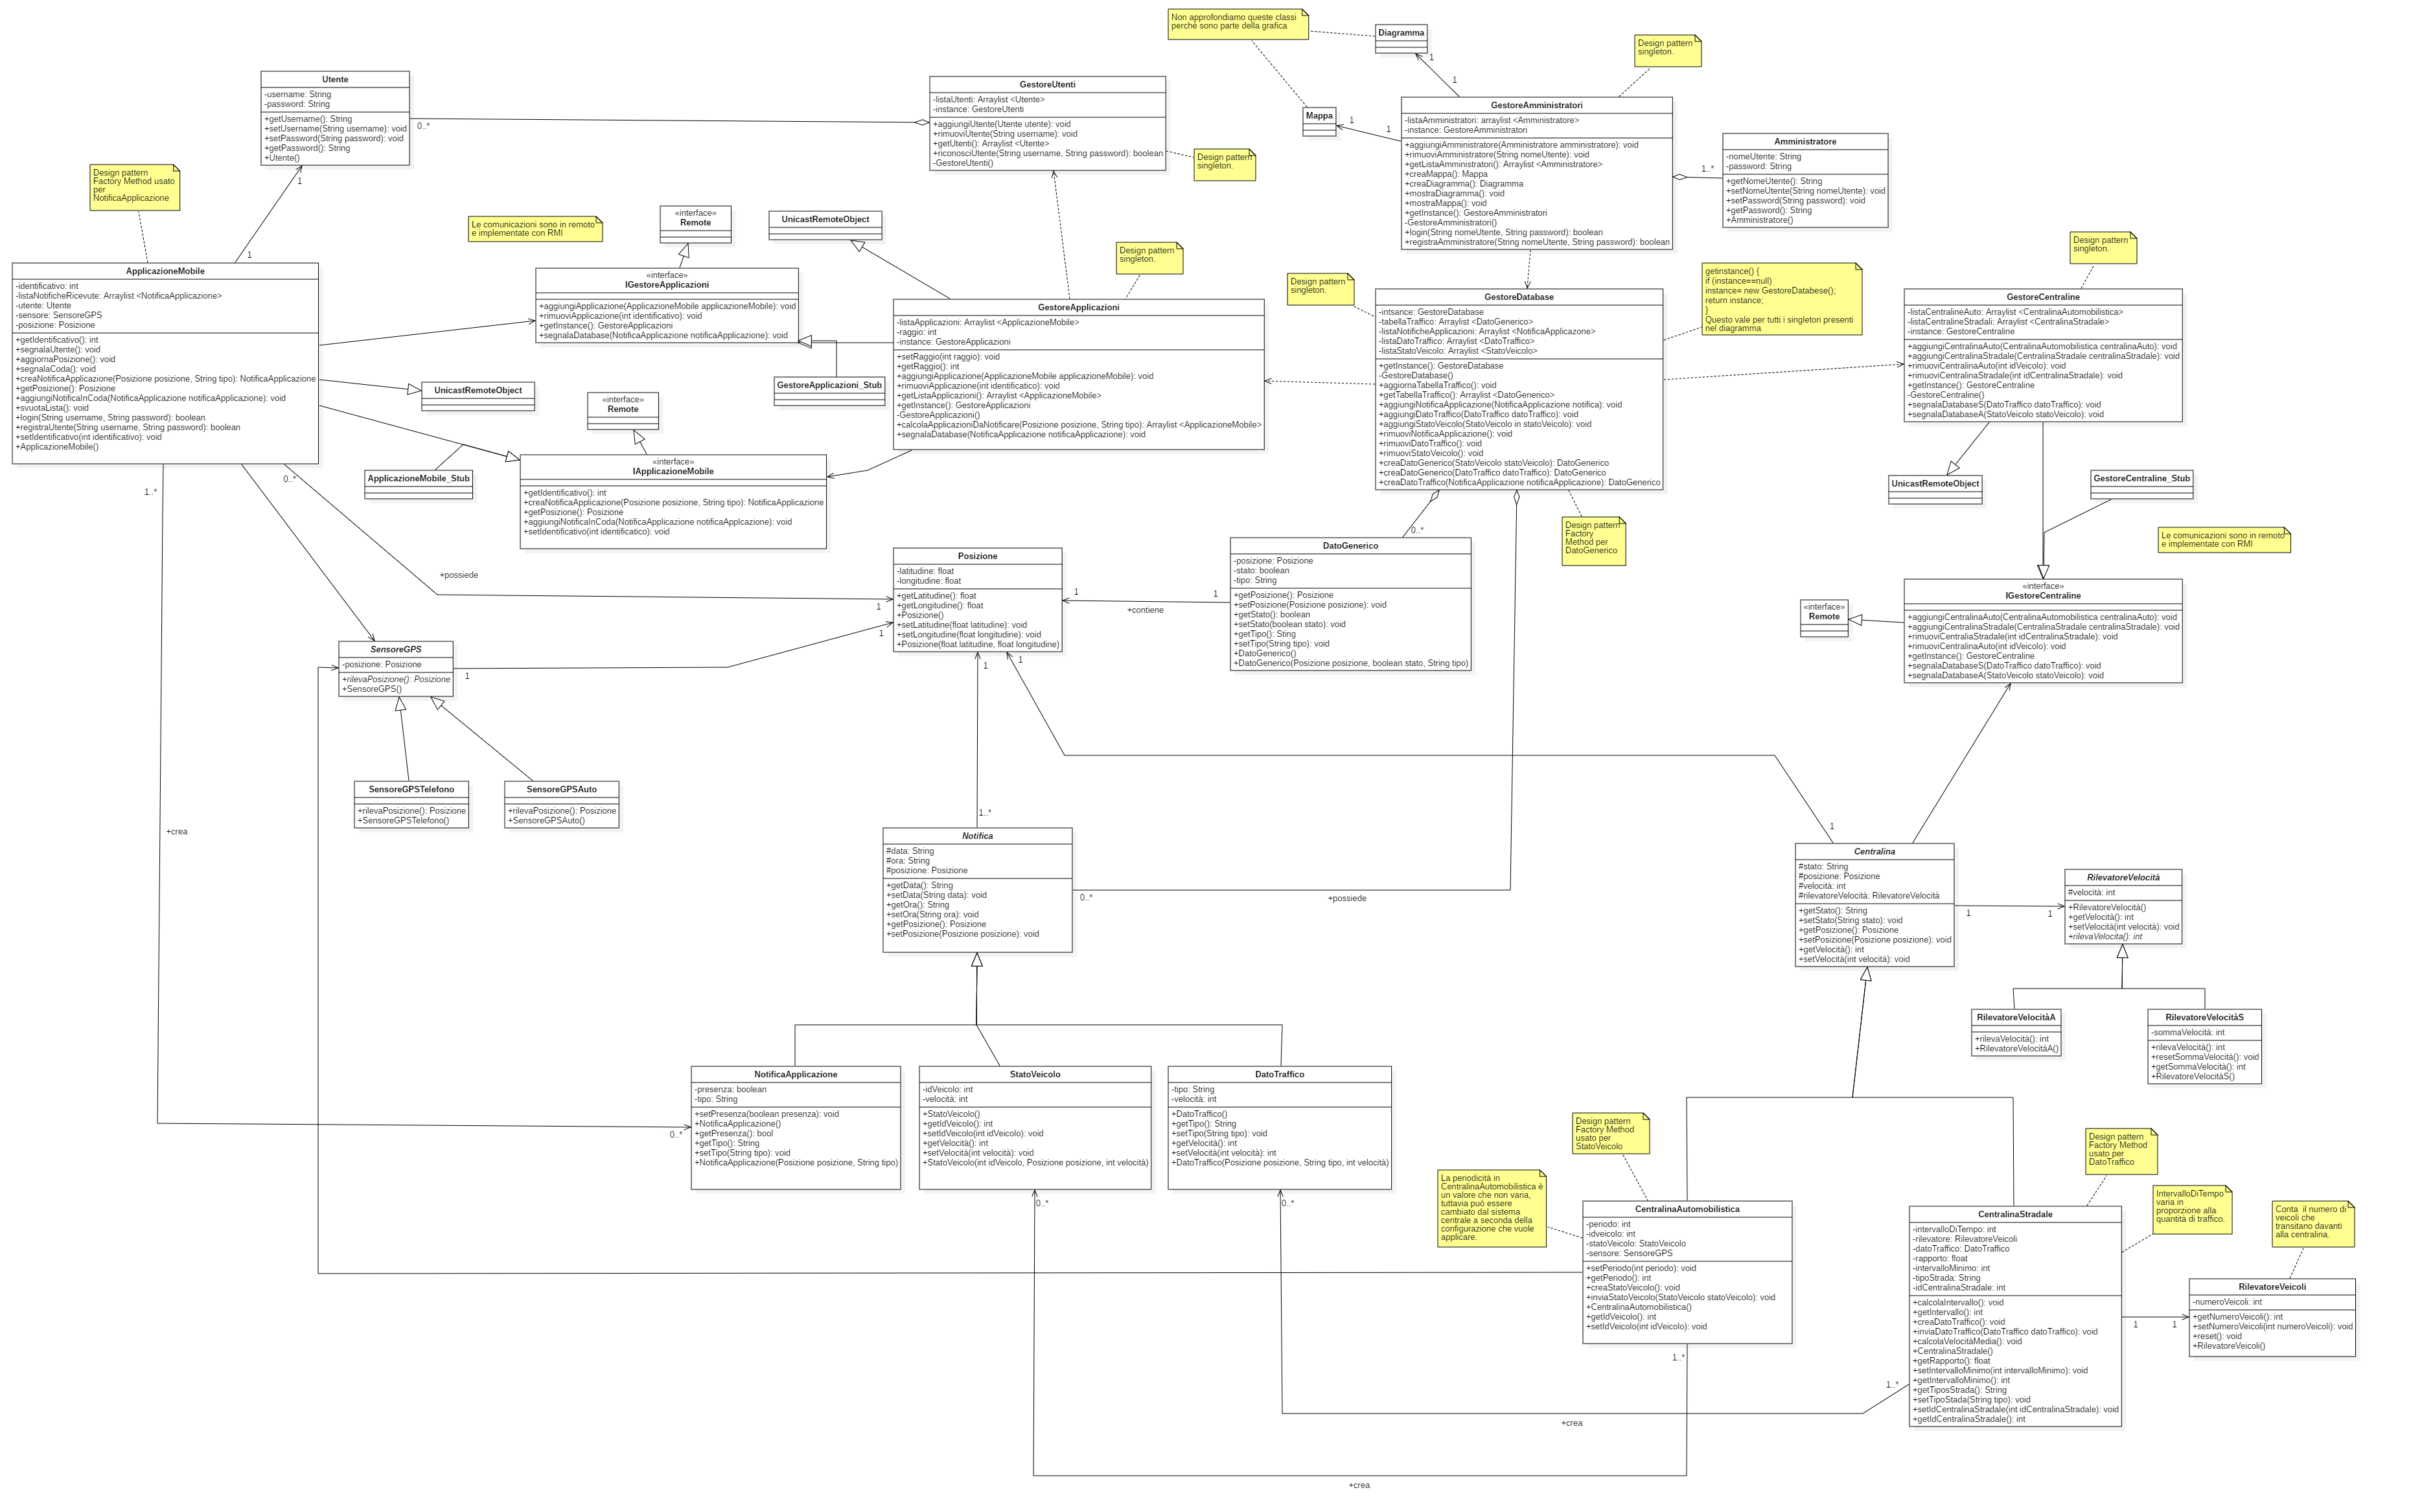 Non approfondiamo queste classi
perché sono parte della grafica
Diagramma
1
1
Design pattern
singleton.
Utente
-username: String
-password: String
+getUsername(): String
+setUsername(String username): void
+setPassword(String password): void
+getPassword(): String
+Utente()
0..*
1
1
GestoreUtenti
-listaUtenti: Arraylist <Utente>
-instance: GestoreUtenti
+aggiungiUtente(Utente utente): void
+rimuoviUtente(String username): void
+getUtenti(): Arraylist <Utente>
+riconosciUtente(String username, String password): boolean
-GestoreUtenti()
Design pattern
singleton.
Mappa
1
1
GestoreAmministratori
-listaAmministratori: arraylist <Amministratore>
-instance: GestoreAmministratori
+aggiungiAmministratore(Amministratore amministratore): void
+rimuoviAmministratore(String nomeUtente): void
+getListaAmministratori(): Arraylist <Amministratore>
+creaMappa(): Mappa
+creaDiagramma(): Diagramma
+mostraDiagramma(): void
+mostraMappa(): void
+getInstance(): GestoreAmministratori
-GestoreAmministratori()
+login(String nomeUtente, String password): boolean
+registraAmministratore(String nomeUtente, String password): boolean
1..*
Amministratore
-nomeUtente: String
-password: String
+getNomeUtente(): String
+setNomeUtente(String nomeUtente): void
+setPassword(String password): void
+getPassword(): String
+Amministratore()
Design pattern
Factory Method usato
per
NotificaApplicazione
Le comunicazioni sono in remoto
e implementate con RMI
«interface»
Remote
UnicastRemoteObject
Design pattern
singleton.
ApplicazioneMobile
-identificativo: int
-listaNotificheRicevute: Arraylist <NotificaApplicazione>
-utente: Utente
-sensore: SensoreGPS
-posizione: Posizione
+getIdentificativo(): int
+segnalaUtente(): void
+aggiornaPosizione(): void
+segnalaCoda(): void
+creaNotificaApplicazione(Posizione posizione, String tipo): NotificaApplicazione
+getPosizione(): Posizione
+aggiungiNotificaInCoda(NotificaApplicazione notificaApplicazione): void
+svuotaLista(): void
+login(String username, String password): boolean
+registraUtente(String username, String password): boolean
+setIdentificativo(int identificativo): void
+ApplicazioneMobile()
«interface»
IGestoreApplicazioni
+aggiungiApplicazione(ApplicazioneMobile applicazioneMobile): void
+rimuoviApplicazione(int identificativo): void
+getInstance(): GestoreApplicazioni
+segnalaDatabase(NotificaApplicazione notificaApplicazione): void
GestoreApplicazioni_Stub
GestoreApplicazioni
-listaApplicazioni: Arraylist <ApplicazioneMobile>
-raggio: int
-instance: GestoreApplicazioni
+setRaggio(int raggio): void
+getRaggio(): int
+aggiungiApplicazione(ApplicazioneMobile applicazioneMobile): void
+rimuoviApplicazione(int identificatico): void
+getListaApplicazioni(): Arraylist <ApplicazioneMobile>
+getInstance(): GestoreApplicazioni
-GestoreApplicazioni()
+calcolaApplicazioniDaNotificare(Posizione posizione, String tipo): Arraylist <ApplicazioneMobile>
+segnalaDatabase(NotificaApplicazione notificaApplicazione): void
Design pattern
singleton.
GestoreDatabase
-intsance: GestoreDatabase
-tabellaTraffico: Arraylist <DatoGenerico>
-listaNotificheApplicazioni: Arraylist <NotificaApplicazone>
-listaDatoTraffico: Arraylist <DatoTraffico>
-listaStatoVeicolo: Arraylist <StatoVeicolo>
+getInstance(): GestoreDatabase
-GestoreDatabase()
+aggiornaTabellaTraffico(): void
+getTabellaTraffico(): Arraylist <DatoGenerico>
+aggiungiNotificaApplicazione(NotificaApplicazione notifica): void
+aggiungiDatoTraffico(DatoTraffico datoTraffico): void
+aggiungiStatoVeicolo(StatoVeicolo in statoVeicolo): void
+rimuoviNotificaApplicazione(): void
+rimuoviDatoTraffico(): void
+rimuoviStatoVeicolo(): void
+creaDatoGenerico(StatoVeicolo statoVeicolo): DatoGenerico
+creaDatoGenerico(DatoTraffico datoTraffico): DatoGenerico
+creaDatoTraffico(NotificaApplicazione notificaApplicazione): DatoGenerico
getinstance() {
if (instance==null)
instance= new GestoreDatabese();
return instance;
}
Questo vale per tutti i singleton presenti
nel diagramma
Design pattern
singleton.
GestoreCentraline
-listaCentralineAuto: Arraylist <CentralinaAutomobilistica>
-listaCentralineStradali: Arraylist <CentralinaStradale>
-instance: GestoreCentraline
+aggiungiCentralinaAuto(CentralinaAutomobilistica centralinaAuto): void
+aggiungiCentralinaStradale(CentralinaStradale centralinaStradale): void
+rimuoviCentralinaAuto(int idVeicolo): void
+rimuoviCentralinaStradale(int idCentralinaStradale): void
+getInstance(): GestoreCentraline
-GestoreCentraline()
+segnalaDatabaseS(DatoTraffico datoTraffico): void
+segnalaDatabaseA(StatoVeicolo statoVeicolo): void
UnicastRemoteObject
«interface»
Remote
ApplicazioneMobile_Stub
«interface»
IApplicazioneMobile
+getIdentificativo(): int
+creaNotificaApplicazione(Posizione posizione, String tipo): NotificaApplicazione
+getPosizione(): Posizione
+aggiungiNotificaInCoda(NotificaApplicazione notificaApplcazione): void
+setIdentificativo(int identificatico): void
UnicastRemoteObject
GestoreCentraline_Stub
Le comunicazioni sono in remoto
e implementate con RMI
Design pattern
Factory
Method per
DatoGenerico
0..*
1..*
0..*
+possiede
Posizione
-latitudine: float
-longitudine: float
+getLatitudine(): float
+getLongitudine(): float
+Posizione()
+setLatitudine(float latitudine): void
+setLongitudine(float longitudine): void
+Posizione(float latitudine, float longitudine)
1
1
1
1
1
+contiene
1
DatoGenerico
-posizione: Posizione
-stato: boolean
-tipo: String
+getPosizione(): Posizione
+setPosizione(Posizione posizione): void
+getStato(): boolean
+setStato(boolean stato): void
+getTipo(): Sting
+setTipo(String tipo): void
+DatoGenerico()
+DatoGenerico(Posizione posizione, boolean stato, String tipo)
«interface»
Remote
«interface»
IGestoreCentraline
+aggiungiCentralinaAuto(CentralinaAutomobilistica centralinaAuto): void
+aggiungiCentralinaStradale(CentralinaStradale centralinaStradale): void
+rimuoviCentraliaStradale(int idCentralinaStradale): void
+rimuoviCentralinaAuto(int idVeicolo): void
+getInstance(): GestoreCentraline
+segnalaDatabaseS(DatoTraffico datoTraffico): void
+segnalaDatabaseA(StatoVeicolo statoVeicolo): void
1
SensoreGPS
-posizione: Posizione
+rilevaPosizione(): Posizione
+SensoreGPS()
1
SensoreGPSTelefono
+rilevaPosizione(): Posizione
+SensoreGPSTelefono()
SensoreGPSAuto
+rilevaPosizione(): Posizione
+SensoreGPSAuto()
+crea
1..*
Notifica
#data: String
#ora: String
#posizione: Posizione
+getData(): String
+setData(String data): void
+getOra(): String
+setOra(String ora): void
+getPosizione(): Posizione
+setPosizione(Posizione posizione): void
0..*
+possiede
1
Centralina
#stato: String
#posizione: Posizione
#velocità: int
#rilevatoreVelocità: RilevatoreVelocità
+getStato(): String
+setStato(String stato): void
+getPosizione(): Posizione
+setPosizione(Posizione posizione): void
+getVelocità(): int
+setVelocità(int velocità): void
1
1
RilevatoreVelocità
#velocità: int
+RilevatoreVelocità()
+getVelocità(): int
+setVelocità(int velocità): void
+rilevaVelocita(): int
RilevatoreVelocitàA
+rilevaVelocità(): int
+RilevatoreVelocitàA()
RilevatoreVelocitàS
-sommaVelocità: int
+rilevaVelocità(): int
+resetSommaVelocità(): void
+getSommaVelocità(): int
+RilevatoreVelocitàS()
0..*
NotificaApplicazione
-presenza: boolean
-tipo: String
+setPresenza(boolean presenza): void
+NotificaApplicazione()
+getPresenza(): bool
+getTipo(): String
+setTipo(String tipo): void
+NotificaApplicazione(Posizione posizione, String tipo)
StatoVeicolo
-idVeicolo: int
-velocità: int
+StatoVeicolo()
+getIdVeicolo(): int
+setIdVeicolo(int idVeicolo): void
+getVelocità(): int
+setVelocità(int velocità): void
+StatoVeicolo(int idVeicolo, Posizione posizione, int velocità)
0..*
DatoTraffico
-tipo: String
-velocità: int
+DatoTraffico()
+getTipo(): String
+setTipo(String tipo): void
+getVelocità(): int
+setVelocità(int velocità): int
+DatoTraffico(Posizione posizione, String tipo, int velocità)
0..*
Design pattern
Factory Method
usato per
StatoVeicolo
La periodicità in
CentralinaAutomobilistica è
un valore che non varia,
tuttavia può essere
cambiato dal sistema
centrale a seconda della
configurazione che vuole
applicare.
CentralinaAutomobilistica
-periodo: int
-idveicolo: int
-statoVeicolo: StatoVeicolo
-sensore: SensoreGPS
+setPeriodo(int periodo): void
+getPeriodo(): int
+creaStatoVeicolo(): void
+inviaStatoVeicolo(StatoVeicolo statoVeicolo): void
+CentralinaAutomobilistica()
+getIdVeicolo(): int
+setIdVeicolo(int idVeicolo): void
1..*
Design pattern
Factory Method
usato per
DatoTraffico
IntervalloDiTempo
varia in
proporzione alla
quantità di traffico.
Conta  il numero di
veicoli che
transitano davanti
alla centralina.
CentralinaStradale
-intervalloDiTempo: int
-rilevatore: RilevatoreVeicoli
-datoTraffico: DatoTraffico
-rapporto: float
-intervalloMinimo: int
-tipoStrada: String
-idCentralinaStradale: int
+calcolaIntervallo(): void
+getIntervallo(): int
+creaDatoTraffico(): void
+inviaDatoTraffico(DatoTraffico datoTraffico): void
+calcolaVelocitàMedia(): void
+CentralinaStradale()
+getRapporto(): float
+setIntervalloMinimo(int intervalloMinimo): void
+getIntervalloMinimo(): int
+getTiposStrada(): String
+setTipoStada(String tipo): void
+setIdCentralinaStradale(int idCentralinaStradale): void
+getIdCentralinaStradale(): int
1
1
RilevatoreVeicoli
-numeroVeicoli: int
+getNumeroVeicoli(): int
+setNumeroVeicoli(int numeroVeicoli): void
+reset(): void
+RilevatoreVeicoli()
1..*
+crea
+crea